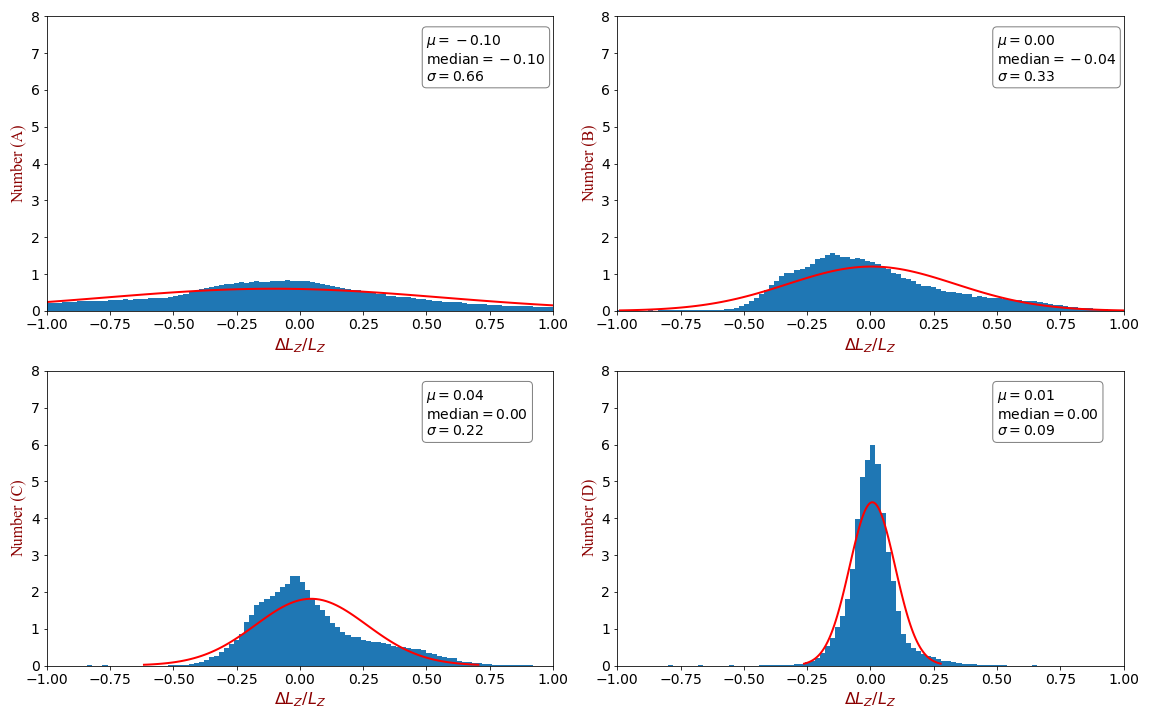 8
7
6
5
4
3
2
1
0
Number (A)
μ = −0.10
median = −0.10
σ = 0.66
−1.00 −0.75 −0.50 −0.25 0.00 0.25 0.50 0.75 1.00
ΔL_Z/L_Z
8
7
6
5
4
3
2
1
0
Number (B)
μ = 0.00
median = −0.04
σ = 0.33
−1.00 −0.75 −0.50 −0.25 0.00 0.25 0.50 0.75 1.00
ΔL_Z/L_Z
8
7
6
5
4
3
2
1
0
Number (C)
μ = 0.04
median = 0.00
σ = 0.22
−1.00 −0.75 −0.50 −0.25 0.00 0.25 0.50 0.75 1.00
ΔL_Z/L_Z
8
7
6
5
4
3
2
1
0
Number (D)
μ = 0.01
median = 0.00
σ = 0.09
−1.00 −0.75 −0.50 −0.25 0.00 0.25 0.50 0.75 1.00
ΔL_Z/L_Z